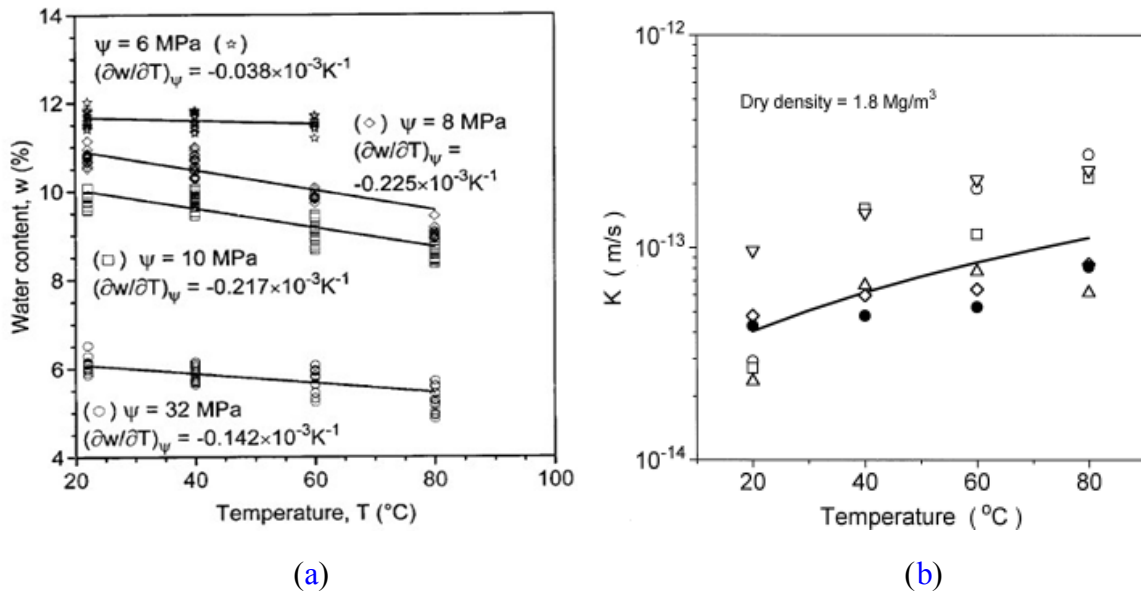 14
12
10
8
6
4
20
40
60
80
100
Water content, w (%)
Temperature, T (°C)
ψ = 6 MPa (☆)
(∂w/∂T)ψ = -0.038×10⁻³K⁻¹
(◇) ψ = 8 MPa
(∂w/∂T)ψ =
-0.225×10⁻³K⁻¹
(□) ψ = 10 MPa
(∂w/∂T)ψ = -0.217×10⁻³K⁻¹
(○) ψ = 32 MPa
(∂w/∂T)ψ = -0.142×10⁻³K⁻¹
(a)
10⁻¹²
10⁻¹³
10⁻¹⁴
K ( m/s )
Dry density = 1.8 Mg/m³
20
40
60
80
Temperature ( °C )
(b)